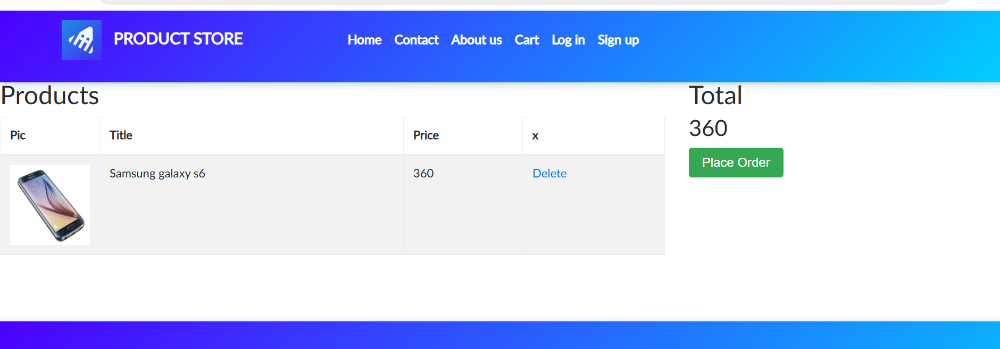 PRODUCT STORE
Home Contact About us Cart Log in Sign up
Products
Pic Title Price x
Samsung galaxy s6 360 Delete
Total
360
Place Order